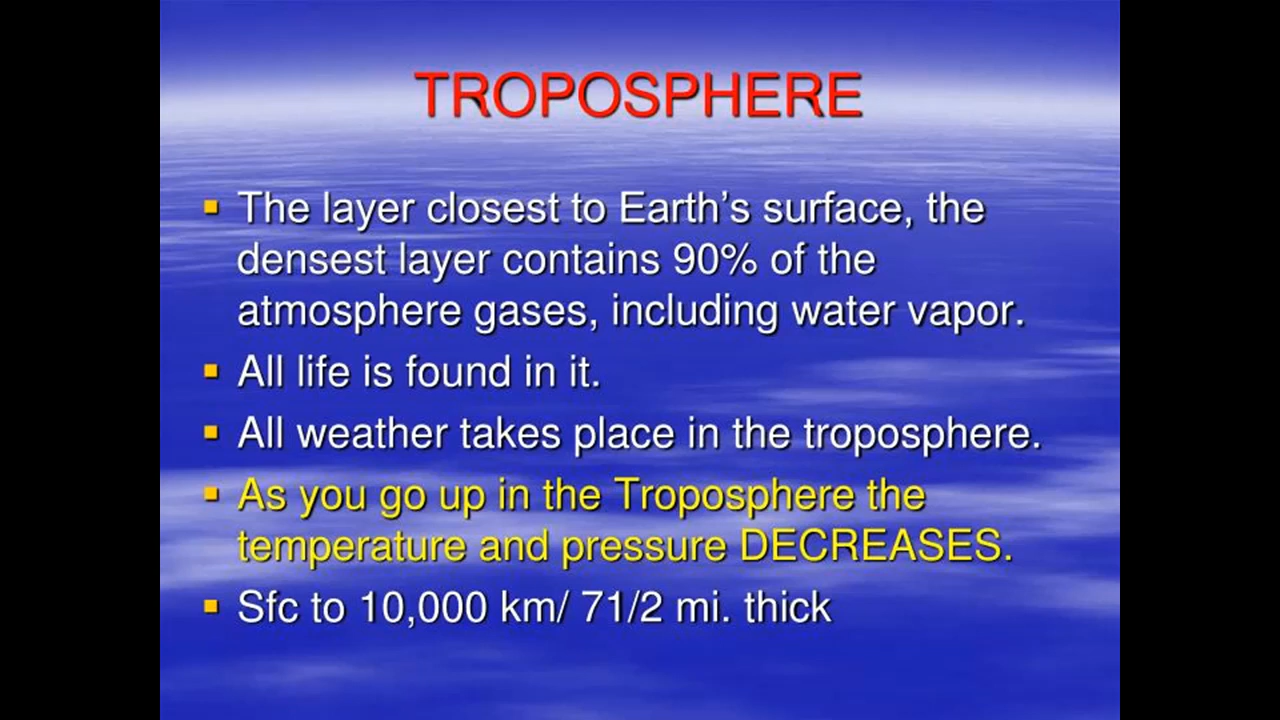 TROPOSPHERE
▪ The layer closest to Earth’s surface, the
densest layer contains 90% of the
atmosphere gases, including water vapor.
▪ All life is found in it.
▪ All weather takes place in the troposphere.
▪ As you go up in the Troposphere the
temperature and pressure DECREASES.
▪ Sfc to 10,000 km/ 71/2 mi. thick